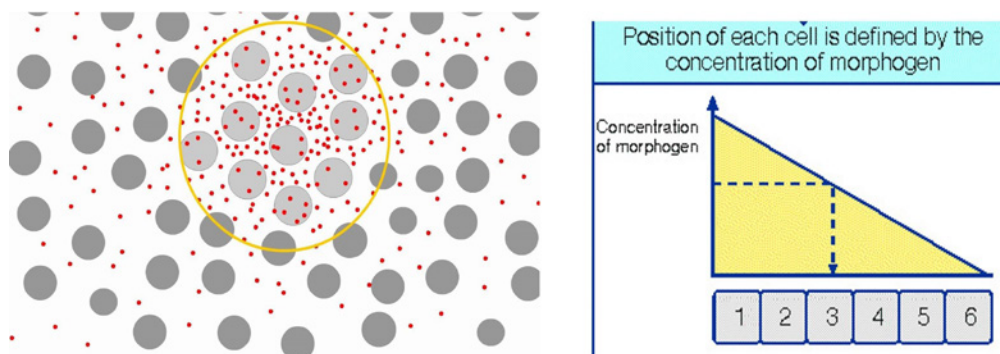 Position of each cell is defined by the
concentration of morphogen
Concentration
of morphogen
1 2 3 4 5 6